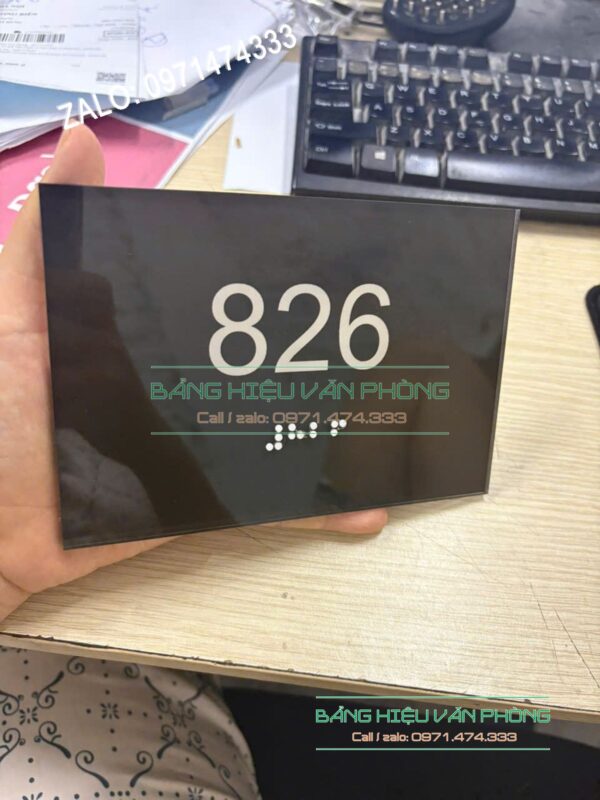 ZALO: 0971474333
826
BẢNG HIỆU VĂN PHÒNG
Call / zalo: 0971.474.333
⠼⠓⠃⠋
BẢNG HIỆU VĂN PHÒNG
Call / zalo: 0971.474.333